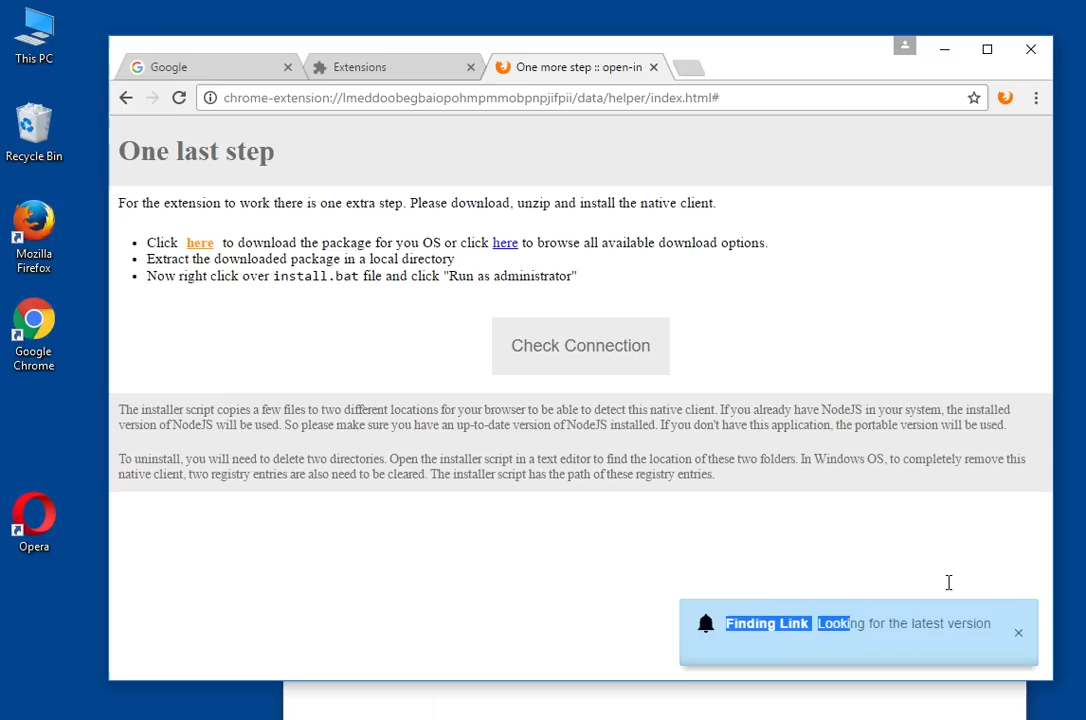 This PC
Recycle Bin
Mozilla
Firefox
Google
Chrome
Opera
Google
Extensions
One more step :: open-in
chrome-extension://lmeddoobegbaiopohmpmmobpnpjifpii/data/helper/index.html#
One last step
For the extension to work there is one extra step. Please download, unzip and install the native client.
• Click here to download the package for you OS or click here to browse all available download options.
• Extract the downloaded package in a local directory
• Now right click over install.bat file and click "Run as administrator"
Check Connection
The installer script copies a few files to two different locations for your browser to be able to detect this native client. If you already have NodeJS in your system, the installed
version of NodeJS will be used. So please make sure you have an up-to-date version of NodeJS installed. If you don't have this application, the portable version will be used.
To uninstall, you will need to delete two directories. Open the installer script in a text editor to find the location of these two folders. In Windows OS, to completely remove this
native client, two registry entries are also need to be cleared. The installer script has the path of these registry entries.
Finding Link Looking for the latest version